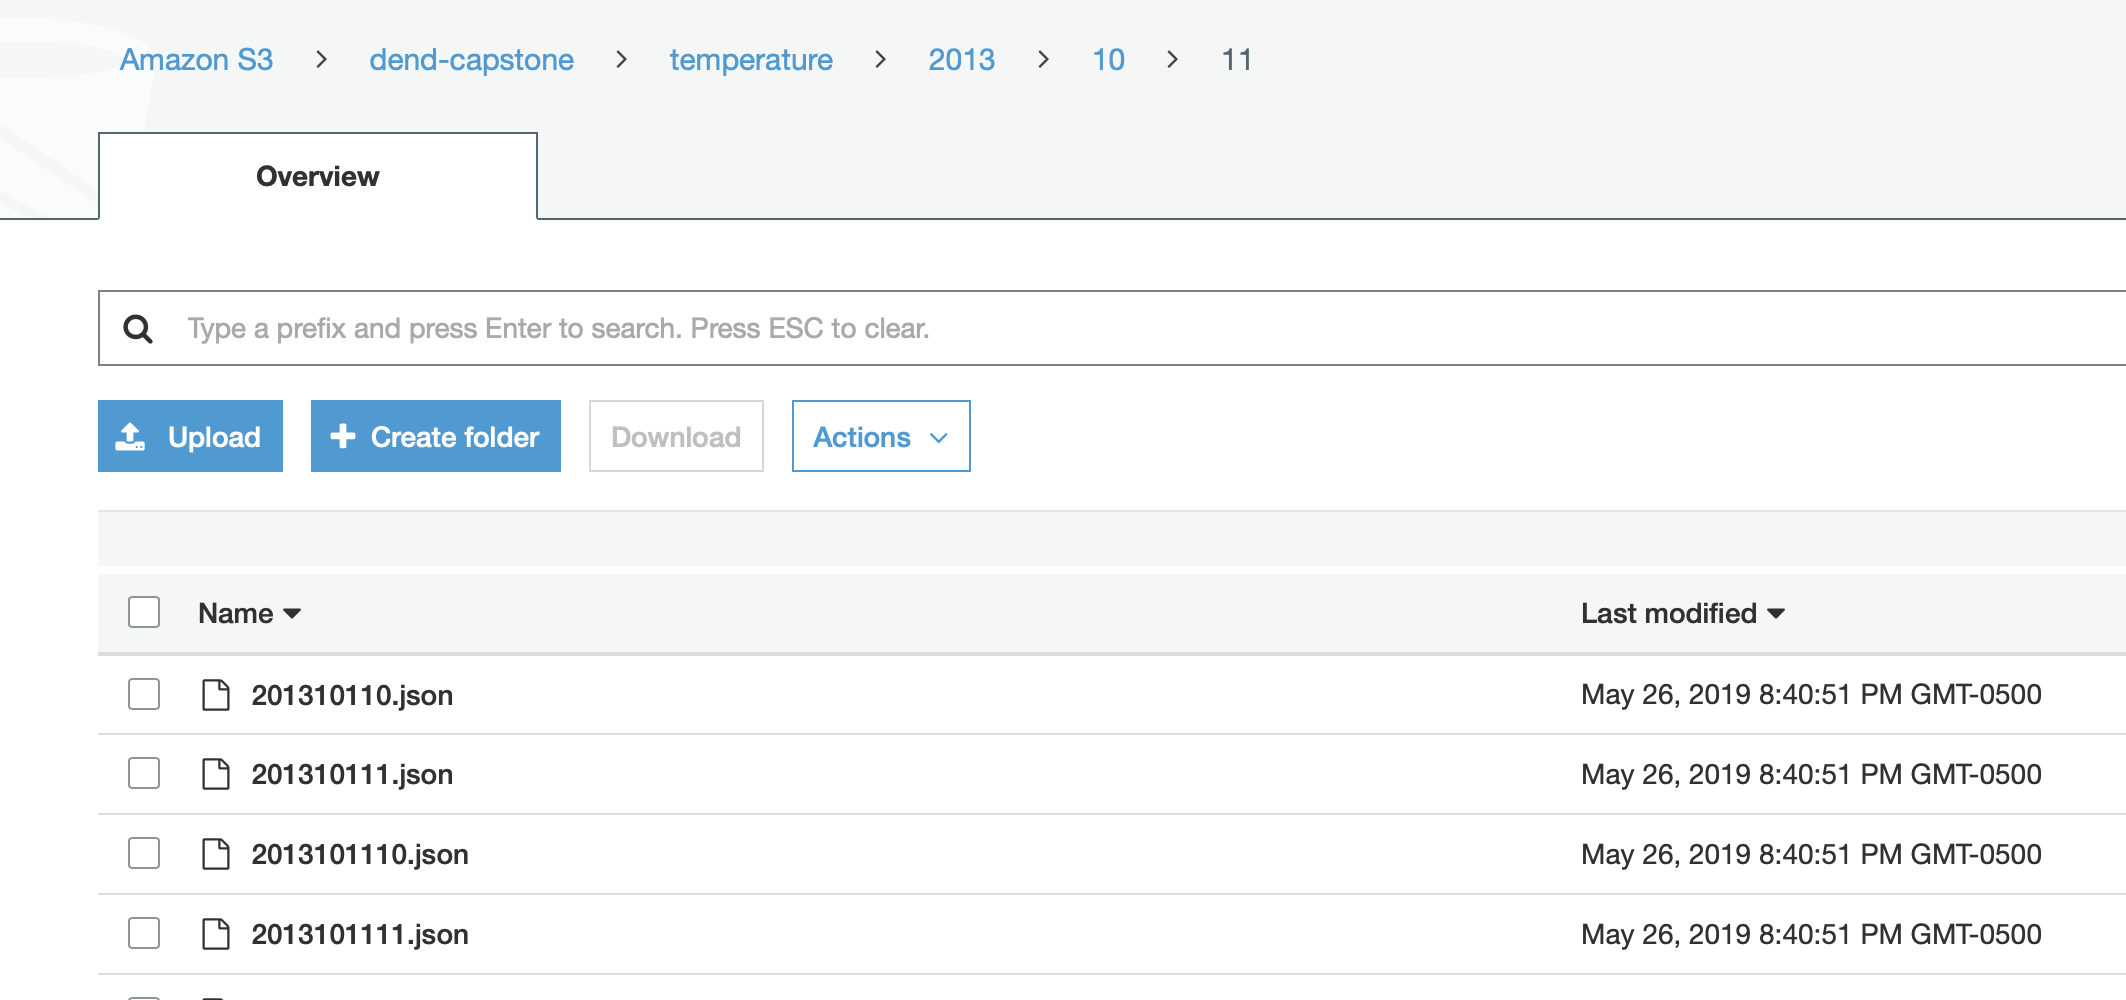 Amazon S3 > dend-capstone > temperature > 2013 > 10 > 11
Overview
Type a prefix and press Enter to search. Press ESC to clear.
Upload + Create folder Download Actions
Name Last modified
201310110.json May 26, 2019 8:40:51 PM GMT-0500
201310111.json May 26, 2019 8:40:51 PM GMT-0500
2013101110.json May 26, 2019 8:40:51 PM GMT-0500
2013101111.json May 26, 2019 8:40:51 PM GMT-0500